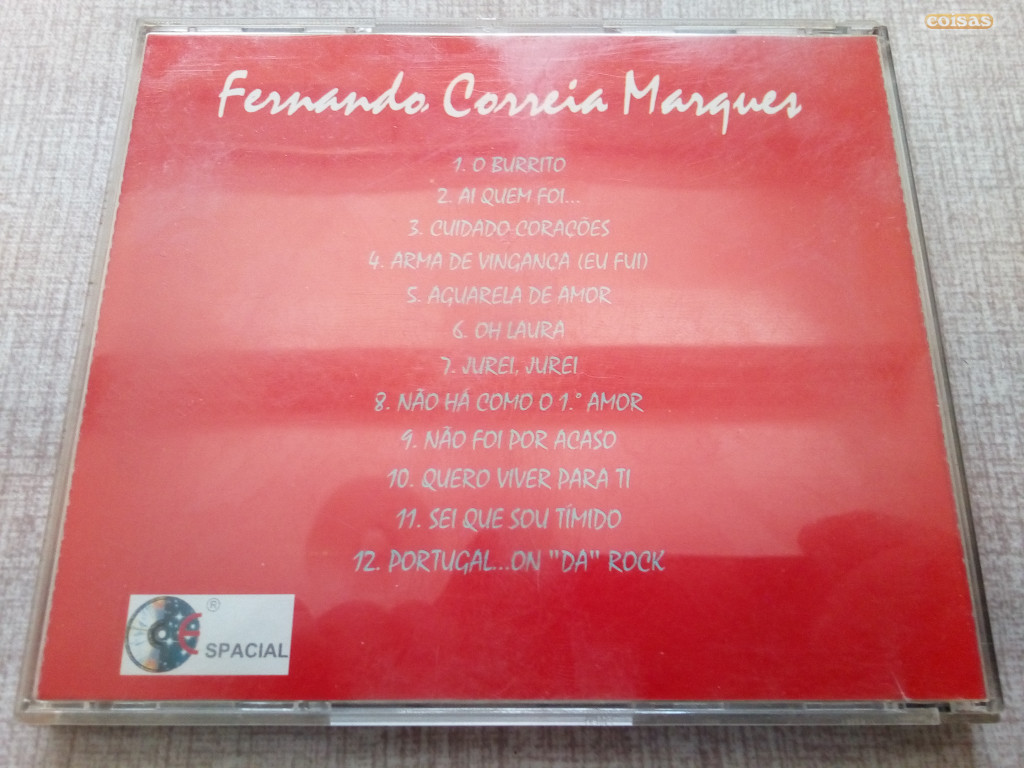 coisas
Fernando Correia Marques
1. O BURRITO
2. AI QUEM FOI...
3. CUIDADO CORAÇÕES
4. ARMA DE VINGANÇA (EU FUI)
5. AGUARELA DE AMOR
6. OH LAURA
7. JUREI, JUREI
8. NÃO HÁ COMO O 1.º AMOR
9. NÃO FOI POR ACASO
10. QUERO VIVER PARA TI
11. SEI QUE SOU TÍMIDO
12. PORTUGAL...ON "DA" ROCK
E SPACIAL ®